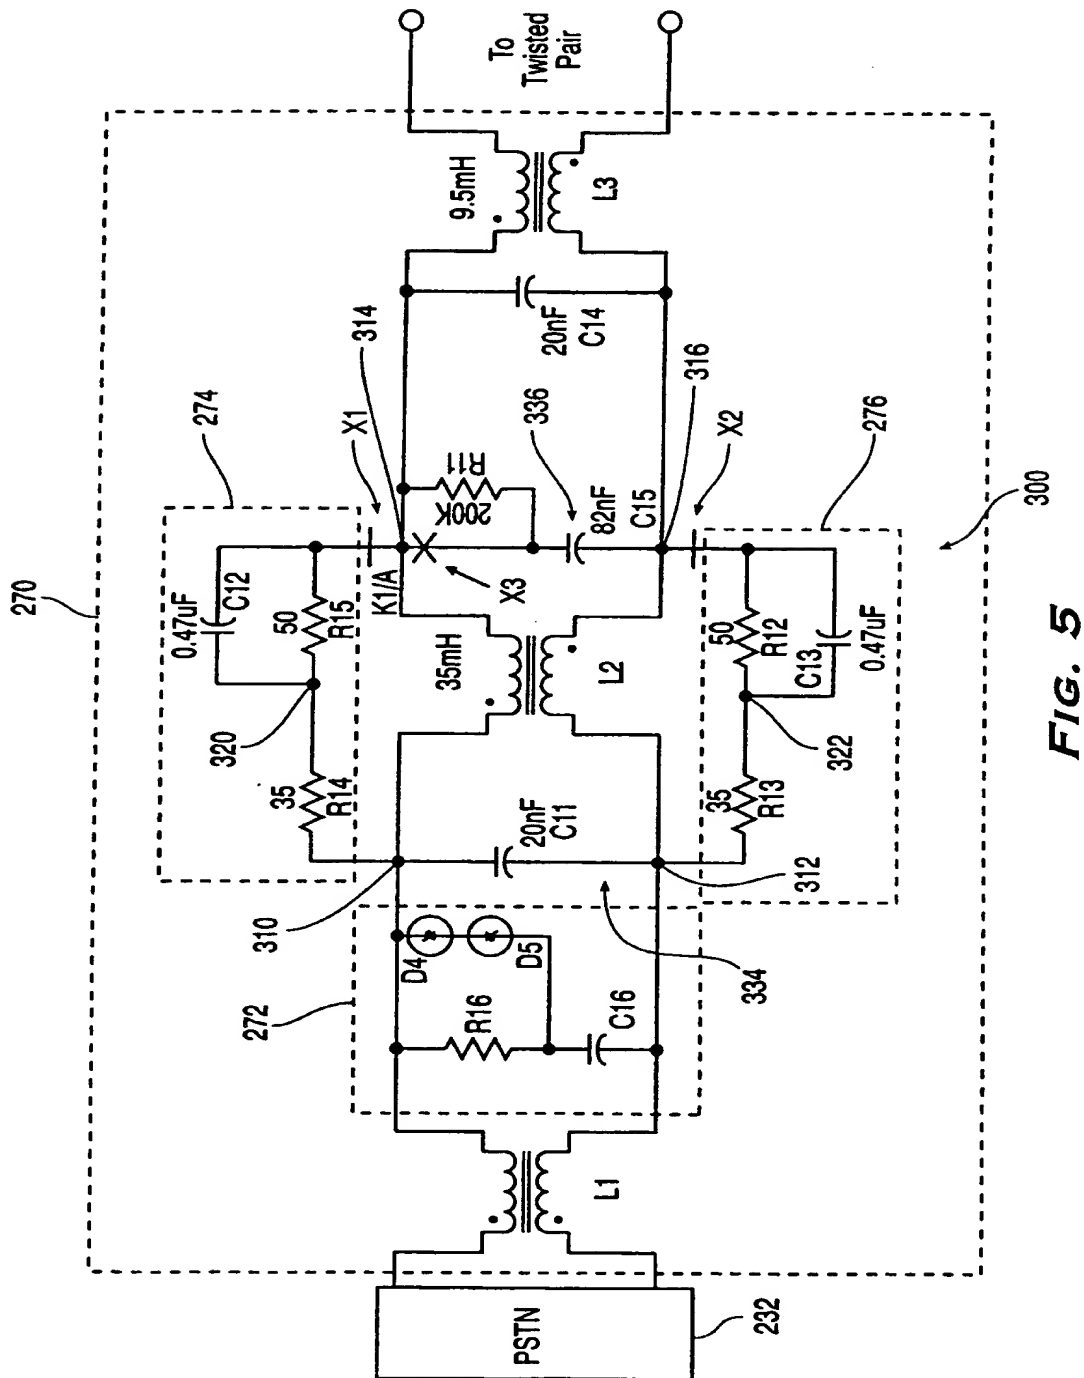 270
274
276
272
300
PSTN
232
L1
R16
C16
D4
D5
334
310
312
20nF
C11
35
R14
35
R13
320
322
50
R15
0.47uF
C12
50
R12
C13
0.47uF
35mH
L2
K1/A
X1
X2
X3
314
316
200K
R11
336
82nF
C15
20nF
C14
9.5mH
L3
To
Twisted
Pair
FIG. 5